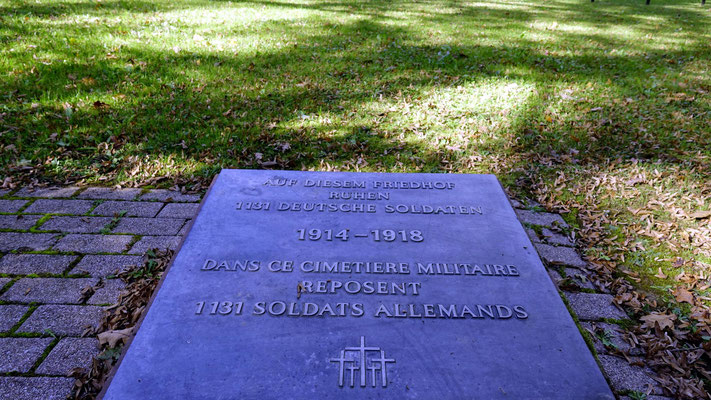 AUF DIESEM FRIEDHOF
RUHEN
1131 DEUTSCHE SOLDATEN
1914 – 1918
DANS CE CIMETIERE MILITAIRE
REPOSENT
1131 SOLDATS ALLEMANDS